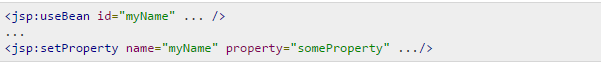 <jsp:useBean id="myName" ... />
...
<jsp:setProperty name="myName" property="someProperty" .../>